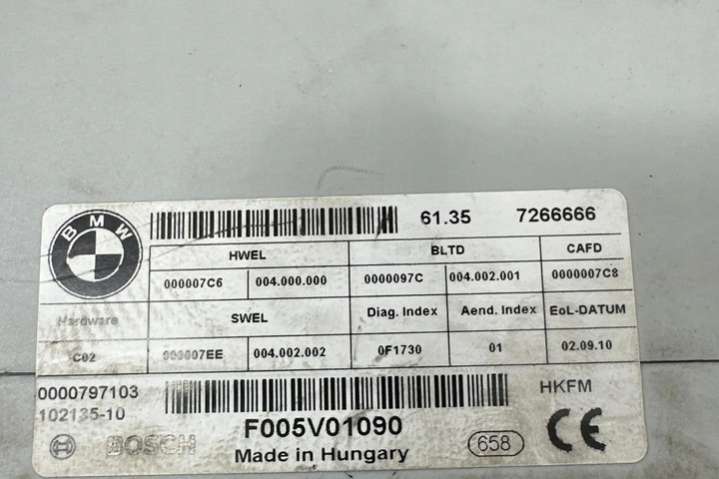 BMW
61.35 7266666
HWEL BLTD CAFD
000007C6 004.000.000 0000097C 004.002.001 0000007C8
Hardware SWEL Diag. Index Aend. Index EoL-DATUM
C02 000007EE 004.002.002 0F1730 01 02.09.10
0000797103 HKFM
102135-10
BOSCH F005V01090 658 CE
Made in Hungary